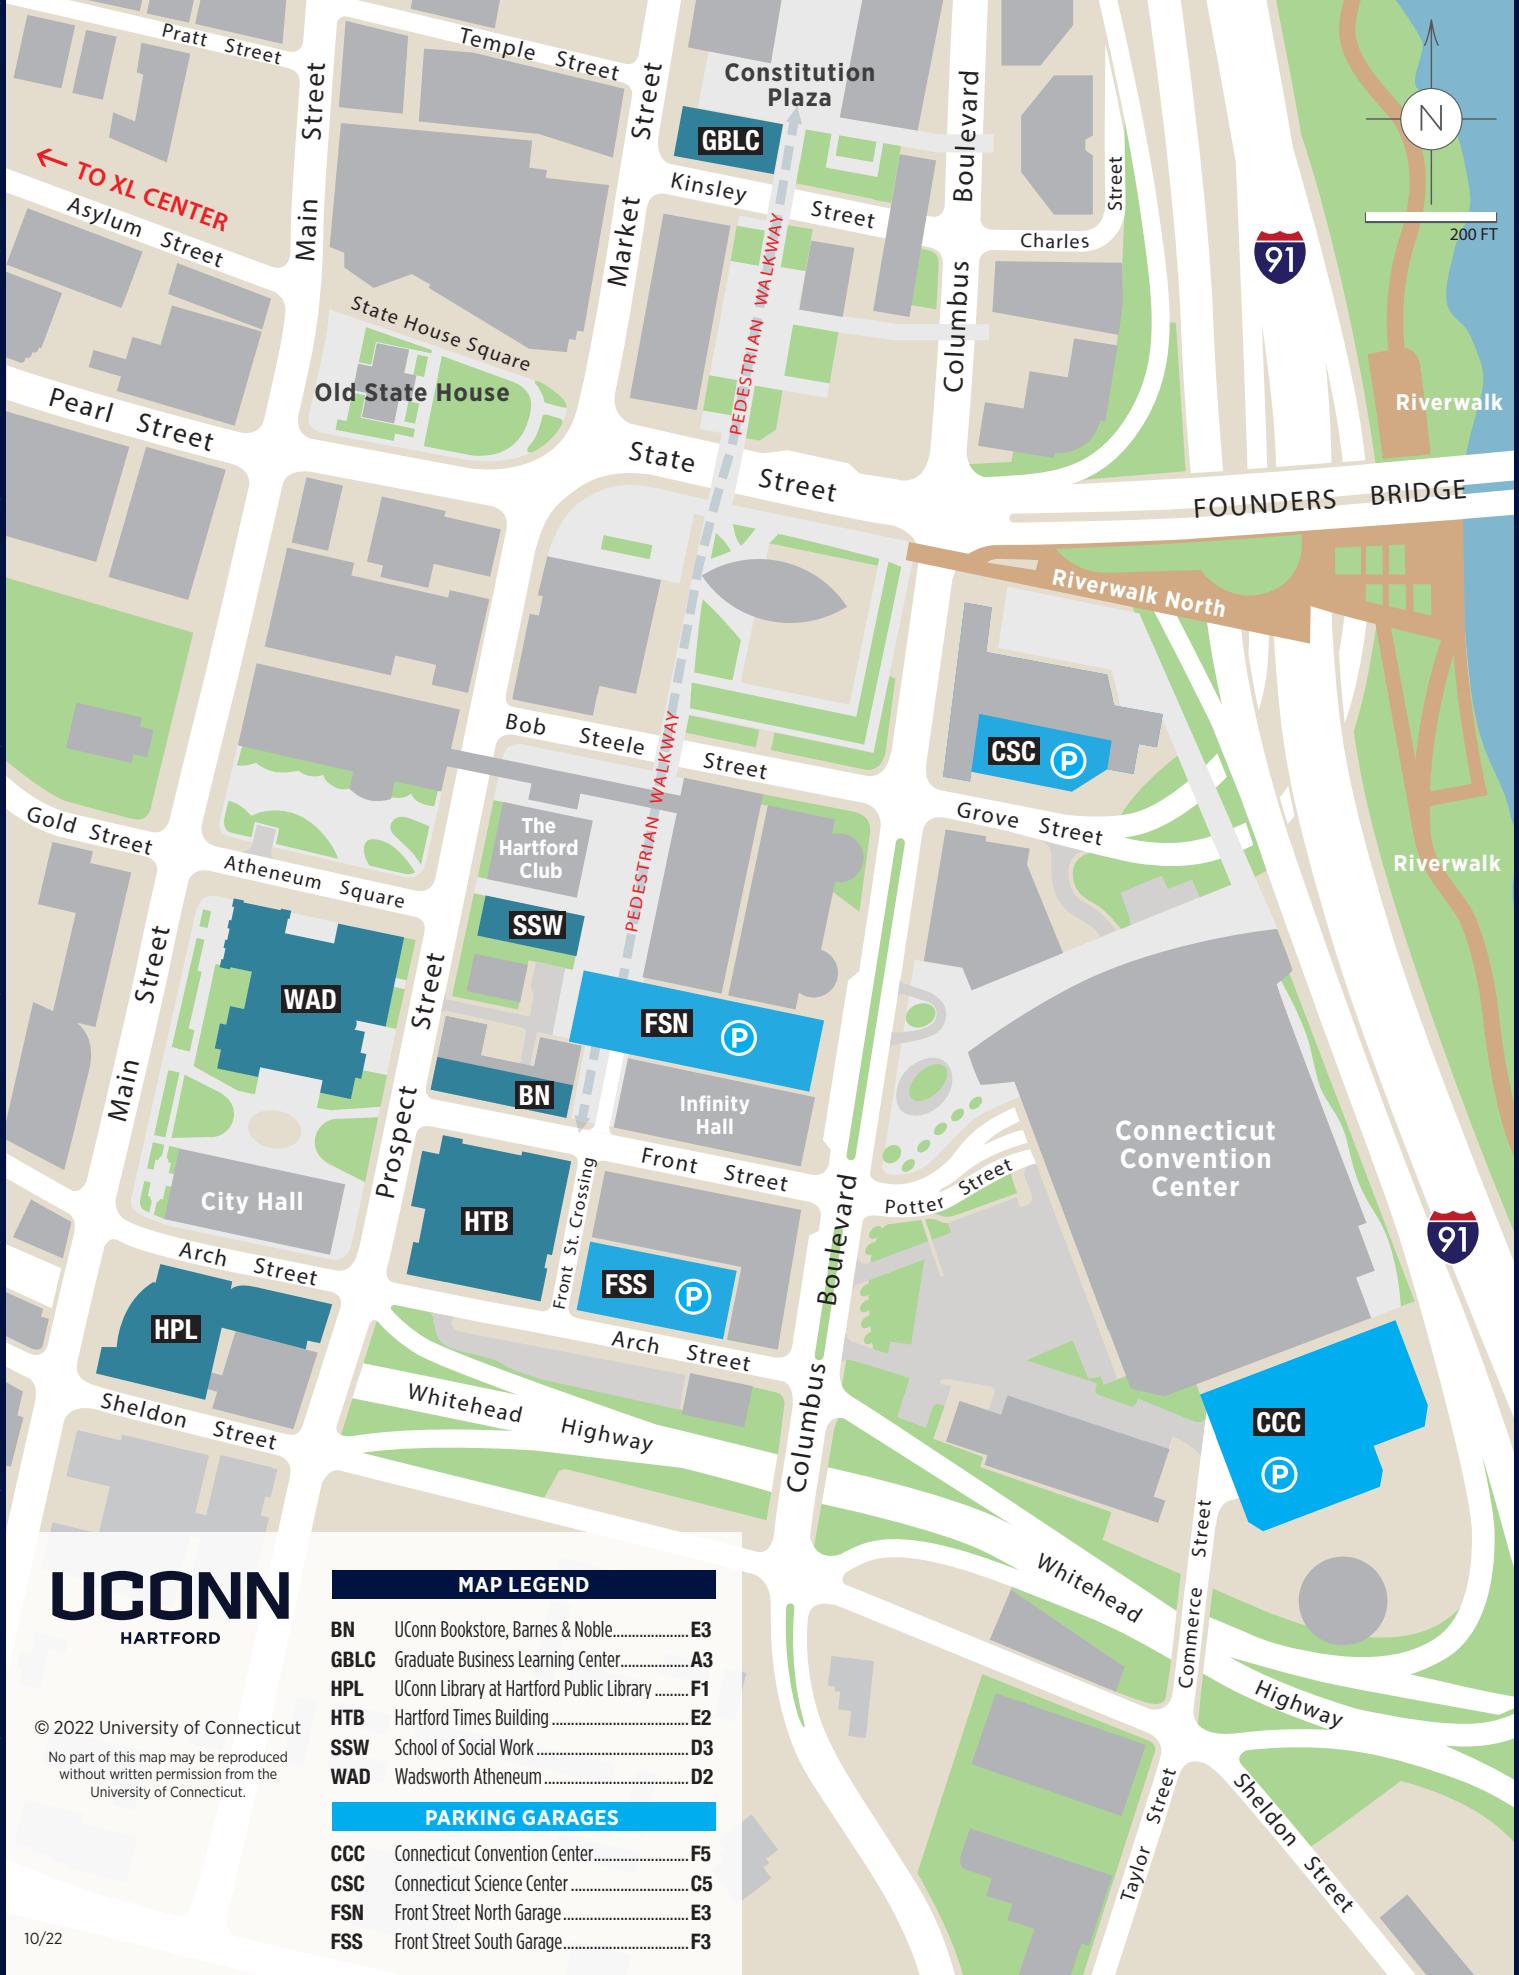 Pratt Street
Temple Street
Constitution
Plaza
Main Street
Market Street
Columbus Boulevard
Street
N
GBLC
← TO XL CENTER
Kinsley Street
Asylum Street
Charles
200 FT
91
PEDESTRIAN WALKWAY
State House Square
Old State House
Riverwalk
Pearl Street
State Street
FOUNDERS BRIDGE
Riverwalk North
Bob Steele Street
CSC
P
PEDESTRIAN WALKWAY
Grove Street
Gold Street
The
Hartford
Club
Riverwalk
Atheneum Square
SSW
Main Street
Prospect Street
WAD
FSN
P
BN
Infinity
Hall
Connecticut
Convention
Center
Front Street
Potter Street
City Hall
HTB
Front St. Crossing
Columbus Boulevard
91
Arch Street
FSS
P
HPL
Arch Street
Whitehead Highway
Sheldon Street
CCC
P
Commerce Street
Whitehead Highway
Taylor Street
Sheldon Street
UCONN
HARTFORD
© 2022 University of Connecticut
No part of this map may be reproduced
without written permission from the
University of Connecticut.
10/22
MAP LEGEND
BN UConn Bookstore, Barnes & Noble....................E3
GBLC Graduate Business Learning Center..................A3
HPL UConn Library at Hartford Public Library.........F1
HTB Hartford Times Building....................................E2
SSW School of Social Work........................................D3
WAD Wadsworth Atheneum......................................D2
PARKING GARAGES
CCC Connecticut Convention Center.........................F5
CSC Connecticut Science Center...............................C5
FSN Front Street North Garage.................................E3
FSS Front Street South Garage.................................F3